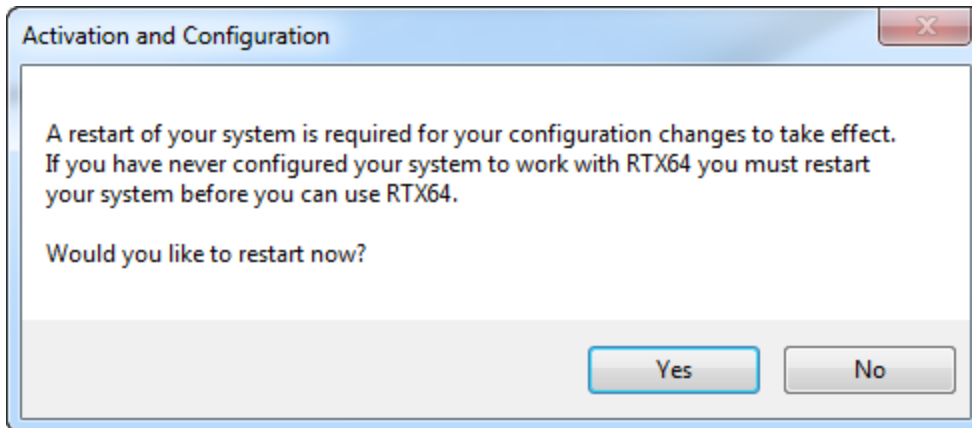 Activation and Configuration
A restart of your system is required for your configuration changes to take effect.
If you have never configured your system to work with RTX64 you must restart
your system before you can use RTX64.
Would you like to restart now?
Yes No